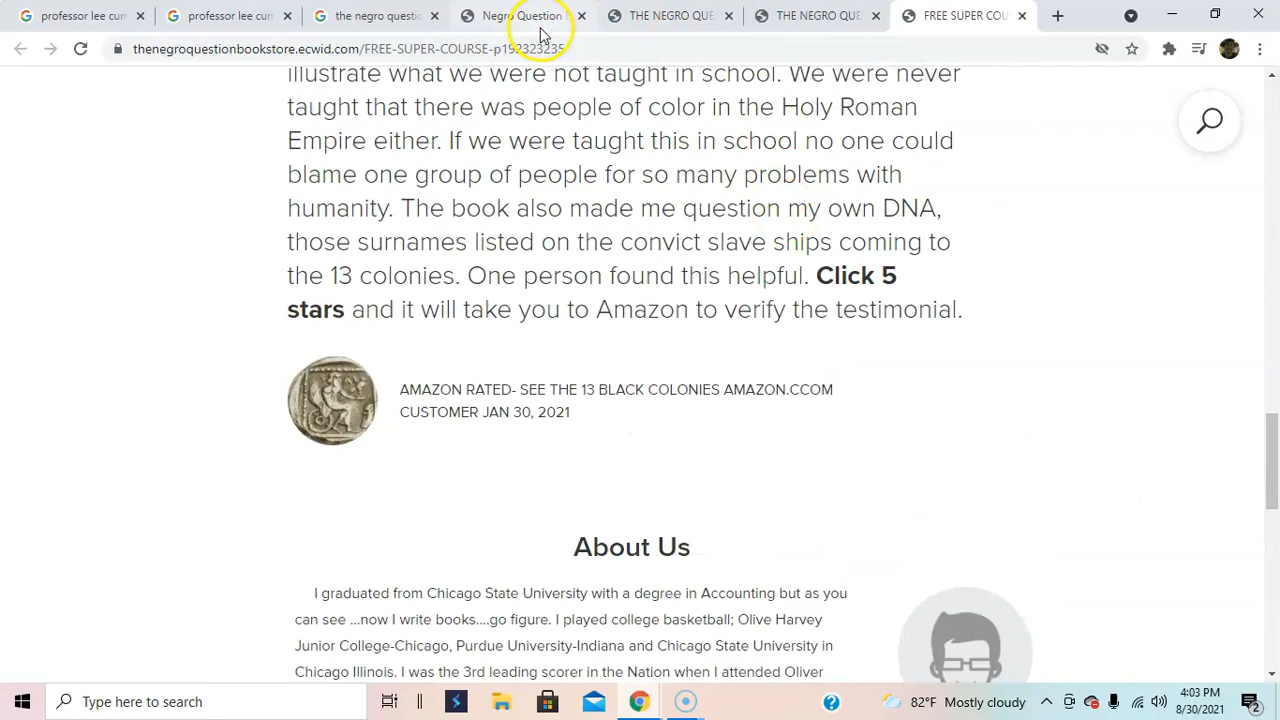 professor lee cum
professor lee cum
the negro questio
Negro Question
THE NEGRO QUE
THE NEGRO QUE
FREE SUPER COU
thenegroquestionbookstore.ecwid.com/FREE-SUPER-COURSE-p192323235
illustrate what we were not taught in school. We were never
taught that there was people of color in the Holy Roman
Empire either. If we were taught this in school no one could
blame one group of people for so many problems with
humanity. The book also made me question my own DNA,
those surnames listed on the convict slave ships coming to
the 13 colonies. One person found this helpful. Click 5
stars and it will take you to Amazon to verify the testimonial.
AMAZON RATED- SEE THE 13 BLACK COLONIES AMAZON.CCOM
CUSTOMER JAN 30, 2021
About Us
I graduated from Chicago State University with a degree in Accounting but as you
can see ...now I write books....go figure. I played college basketball; Olive Harvey
Junior College-Chicago, Purdue University-Indiana and Chicago State University in
Chicago Illinois. I was the 3rd leading scorer in the Nation when I attended Oliver
Type here to search
82°F Mostly cloudy
4:03 PM
8/30/2021
2